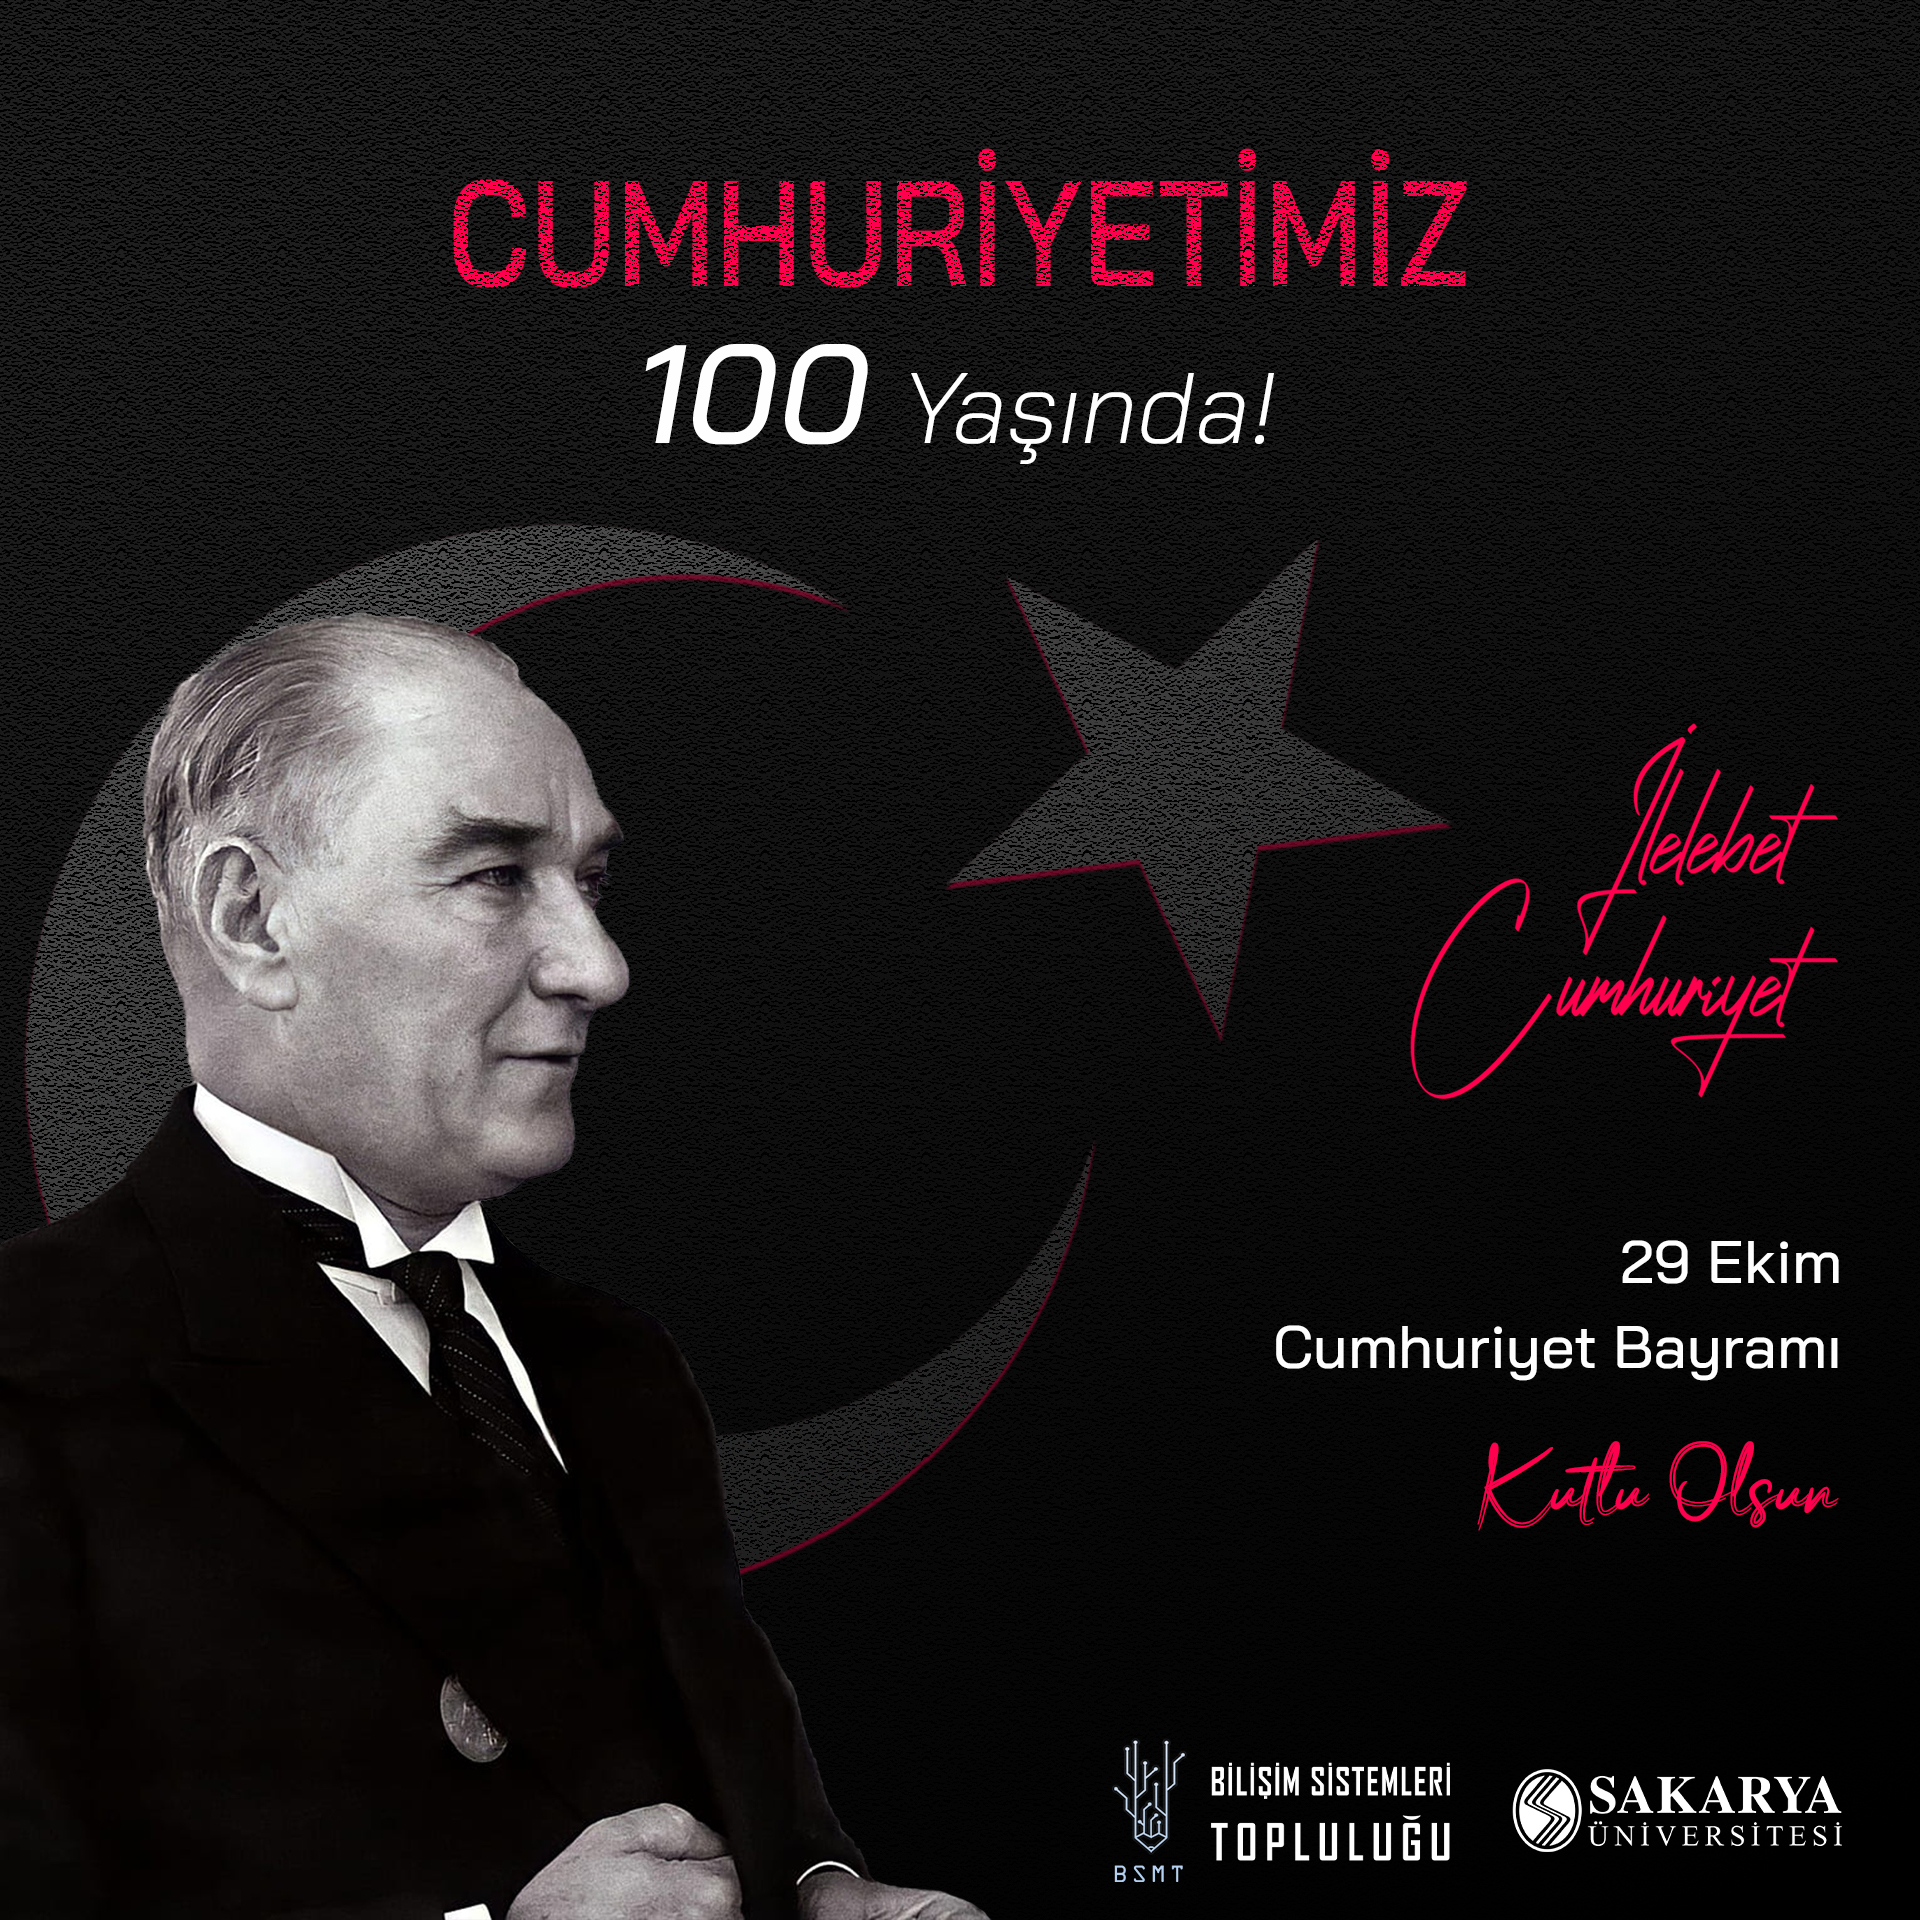 CUMHURİYETİMİZ
100 Yaşında!
İlelebet
Cumhuriyet
29 Ekim
Cumhuriyet Bayramı
Kutlu Olsun
BİLİŞİM SİSTEMLERİ
TOPLULUĞU
BSMT
SAKARYA
ÜNİVERSİTESİ